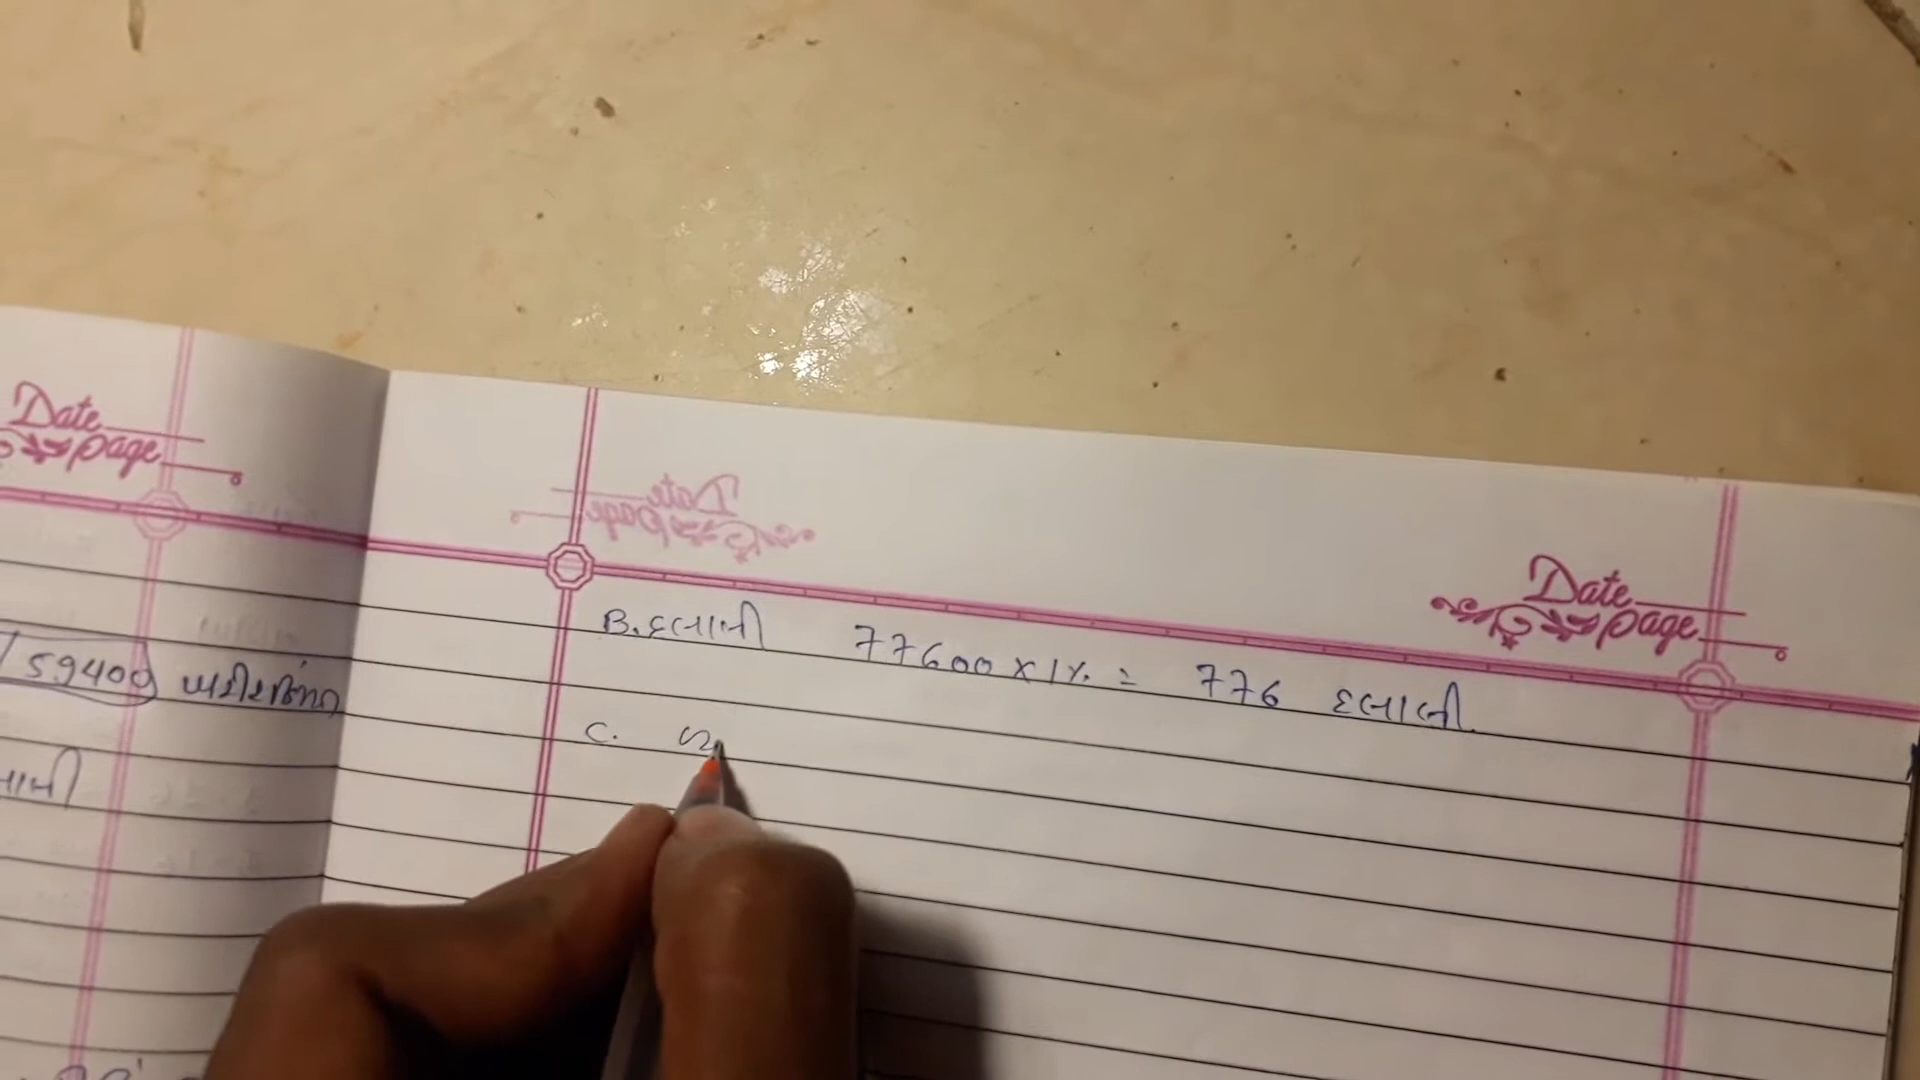 Date
Page
59400 ખરીદકિંમત
Date
Page
Date
Page
B. દલાલી 77600 x 1% = 776 દલાલી.
C.